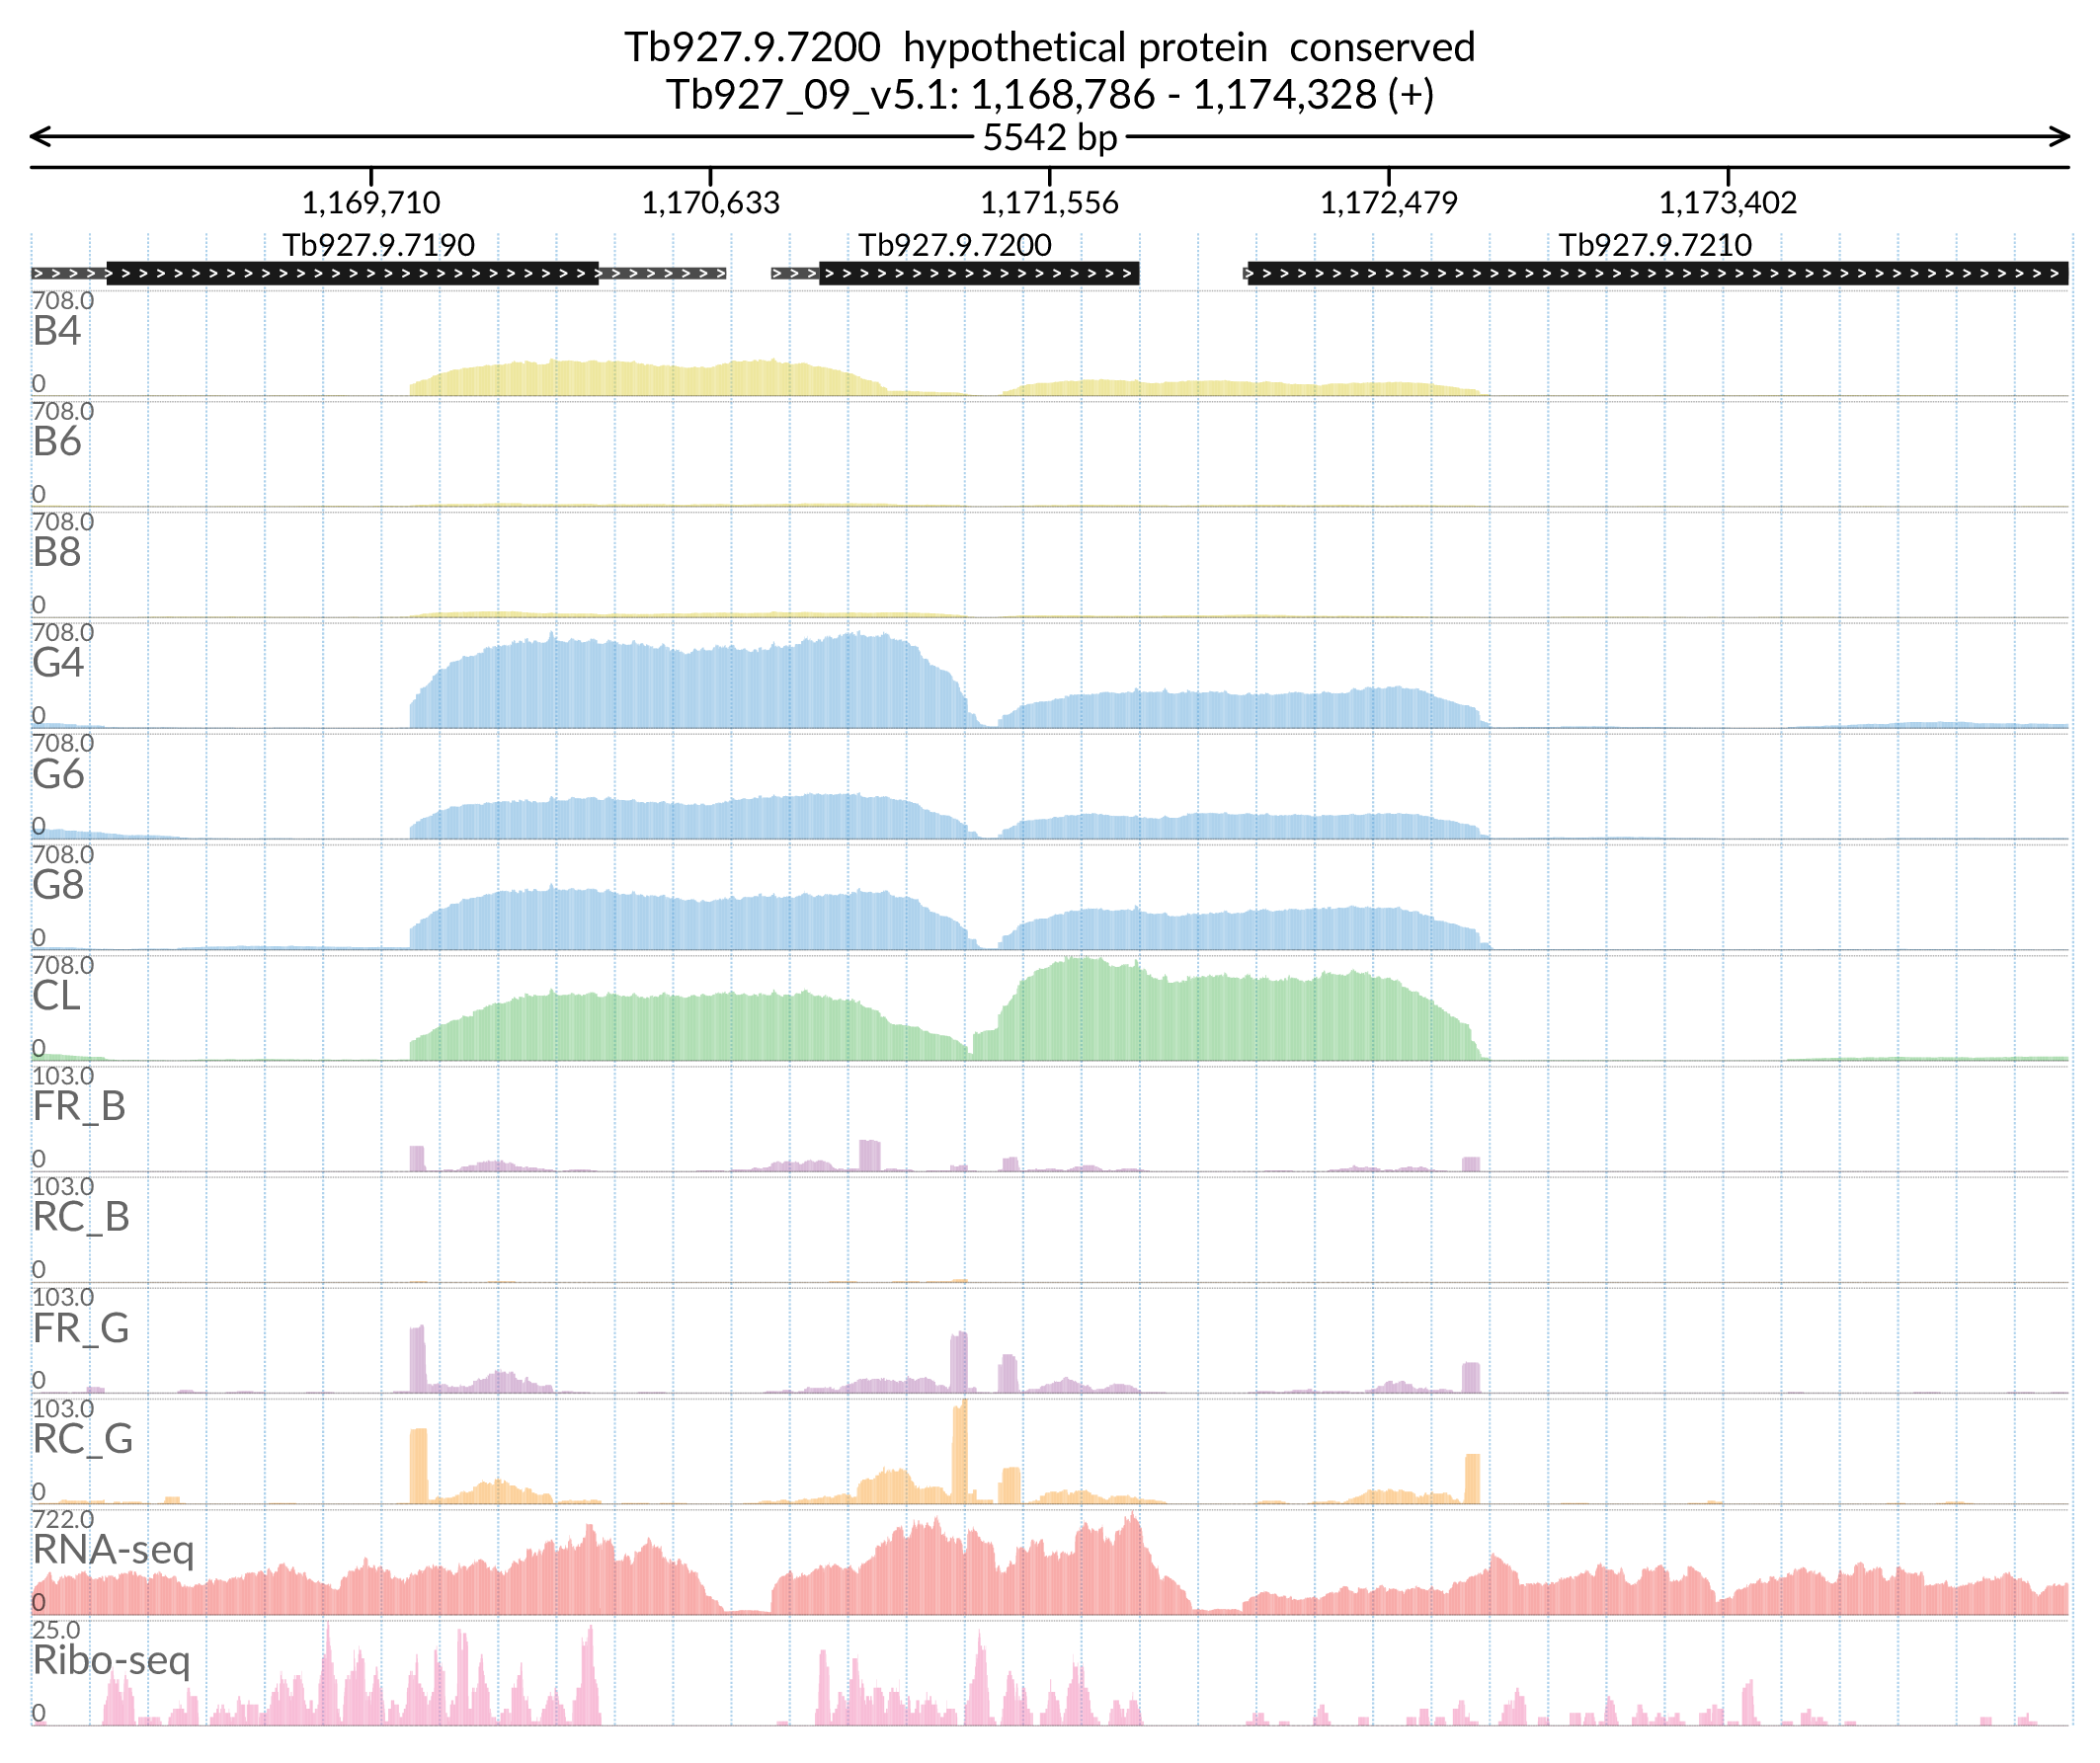 Tb927.9.7200  hypothetical protein  conserved
Tb927_09_v5.1: 1,168,786 - 1,174,328 (+)
5542 bp
1,169,710 1,170,633 1,171,556 1,172,479 1,173,402
Tb927.9.7190 Tb927.9.7200 Tb927.9.7210
708.0
B4
0
708.0
B6
0
708.0
B8
0
708.0
G4
0
708.0
G6
0
708.0
G8
0
708.0
CL
0
103.0
FR_B
0
103.0
RC_B
0
103.0
FR_G
0
103.0
RC_G
0
722.0
RNA-seq
0
25.0
Ribo-seq
0